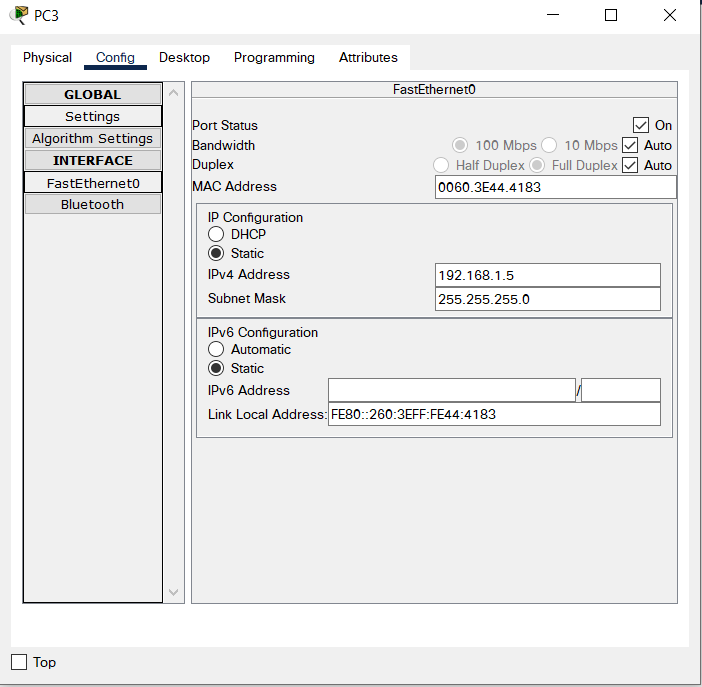 PC3
Physical Config Desktop Programming Attributes
GLOBAL
Settings
Algorithm Settings
INTERFACE
FastEthernet0
Bluetooth
FastEthernet0
Port Status On
Bandwidth 100 Mbps 10 Mbps Auto
Duplex Half Duplex Full Duplex Auto
MAC Address 0060.3E44.4183
IP Configuration
DHCP
Static
IPv4 Address 192.168.1.5
Subnet Mask 255.255.255.0
IPv6 Configuration
Automatic
Static
IPv6 Address /
Link Local Address: FE80::260:3EFF:FE44:4183
Top